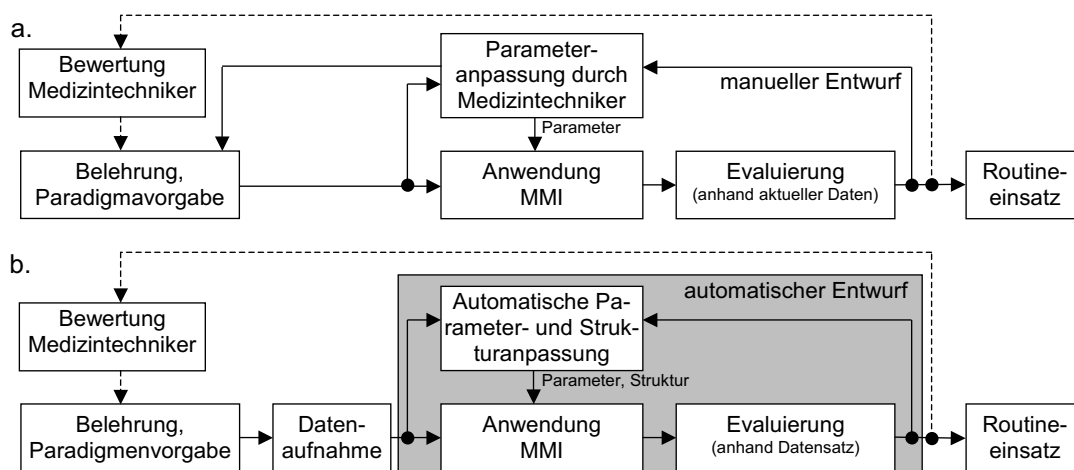 a.
Bewertung
Medizintechniker
Parameter-
anpassung durch
Medizintechniker
manueller Entwurf
Parameter
Belehrung,
Paradigmavorgabe
Anwendung
MMI
Evaluierung
(anhand aktueller Daten)
Routine-
einsatz
b.
automatischer Entwurf
Bewertung
Medizintechniker
Automatische Pa-
rameter- und Struk-
turanpassung
Parameter, Struktur
Belehrung,
Paradigmenvorgabe
Daten-
aufnahme
Anwendung
MMI
Evaluierung
(anhand Datensatz)
Routine-
einsatz